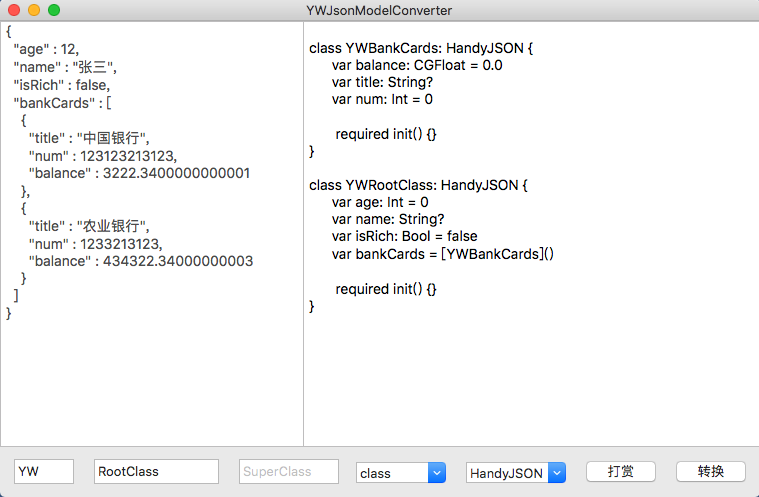 YWJsonModelConverter
{
"age" : 12,
"name" : "张三",
"isRich" : false,
"bankCards" : [
{
"title" : "中国银行",
"num" : 123123213123,
"balance" : 3222.3400000000001
},
{
"title" : "农业银行",
"num" : 1233213123,
"balance" : 434322.34000000003
}
]
}
class YWBankCards: HandyJSON {
var balance: CGFloat = 0.0
var title: String?
var num: Int = 0
required init() {}
}
class YWRootClass: HandyJSON {
var age: Int = 0
var name: String?
var isRich: Bool = false
var bankCards = [YWBankCards]()
required init() {}
}
YW RootClass SuperClass class HandyJSON 打赏 转换